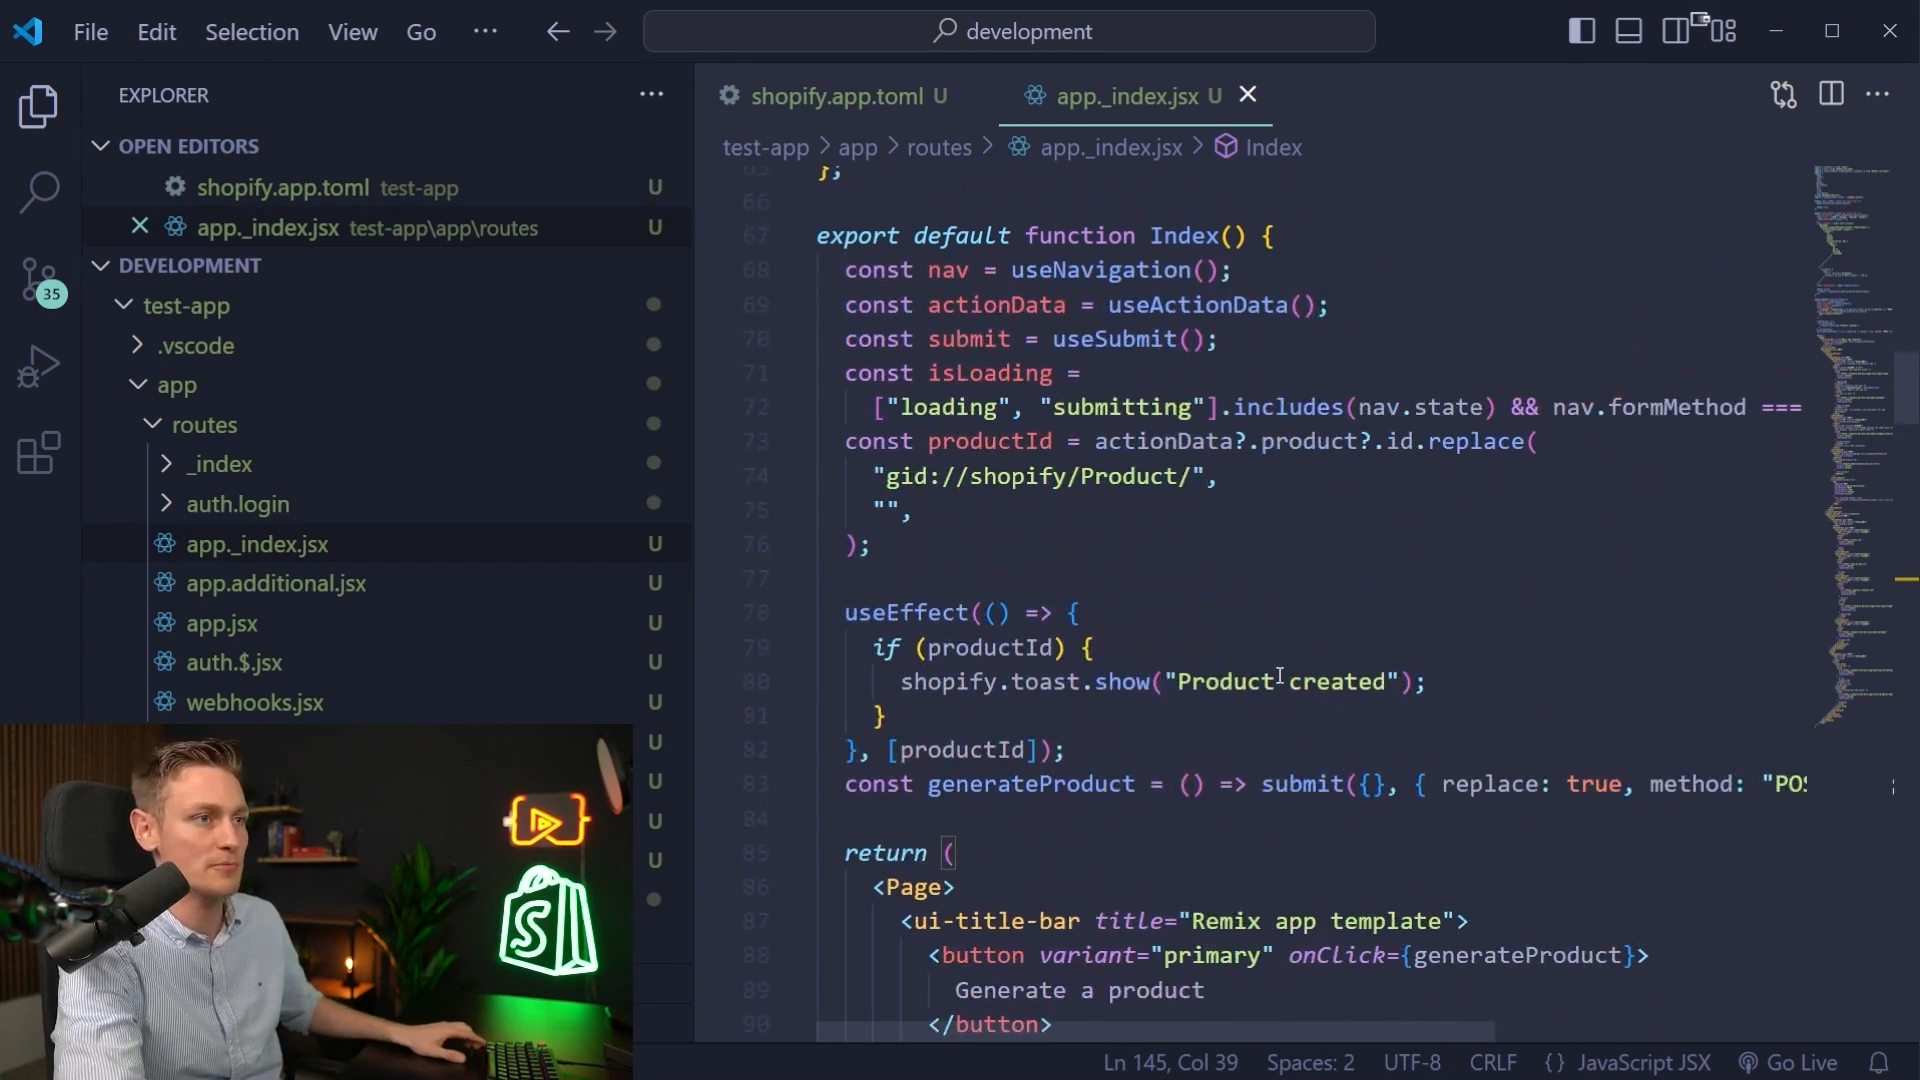 File Edit Selection View Go ··· development
EXPLORER ···
OPEN EDITORS
shopify.app.toml test-app U
app._index.jsx test-app\app\routes U
DEVELOPMENT
35
test-app
.vscode
app
routes
_index
auth.login
app._index.jsx U
app.additional.jsx U
app.jsx U
auth.$.jsx U
webhooks.jsx U
U
U
U
U
S
shopify.app.toml U
app._index.jsx U
test-app > app > routes > app._index.jsx > Index
65 };
66
67 export default function Index() {
68 const nav = useNavigation();
69 const actionData = useActionData();
70 const submit = useSubmit();
71 const isLoading =
72 ["loading", "submitting"].includes(nav.state) && nav.formMethod ===
73 const productId = actionData?.product?.id.replace(
74 "gid://shopify/Product/",
75 "",
76 );
77
78 useEffect(() => {
79 if (productId) {
80 shopify.toast.show("Product created");
81 }
82 }, [productId]);
83 const generateProduct = () => submit({}, { replace: true, method: "POS
84
85 return (
86 <Page>
87 <ui-title-bar title="Remix app template">
88 <button variant="primary" onClick={generateProduct}>
89 Generate a product
90 </button>
Ln 145, Col 39 Spaces: 2 UTF-8 CRLF {} JavaScript JSX Go Live